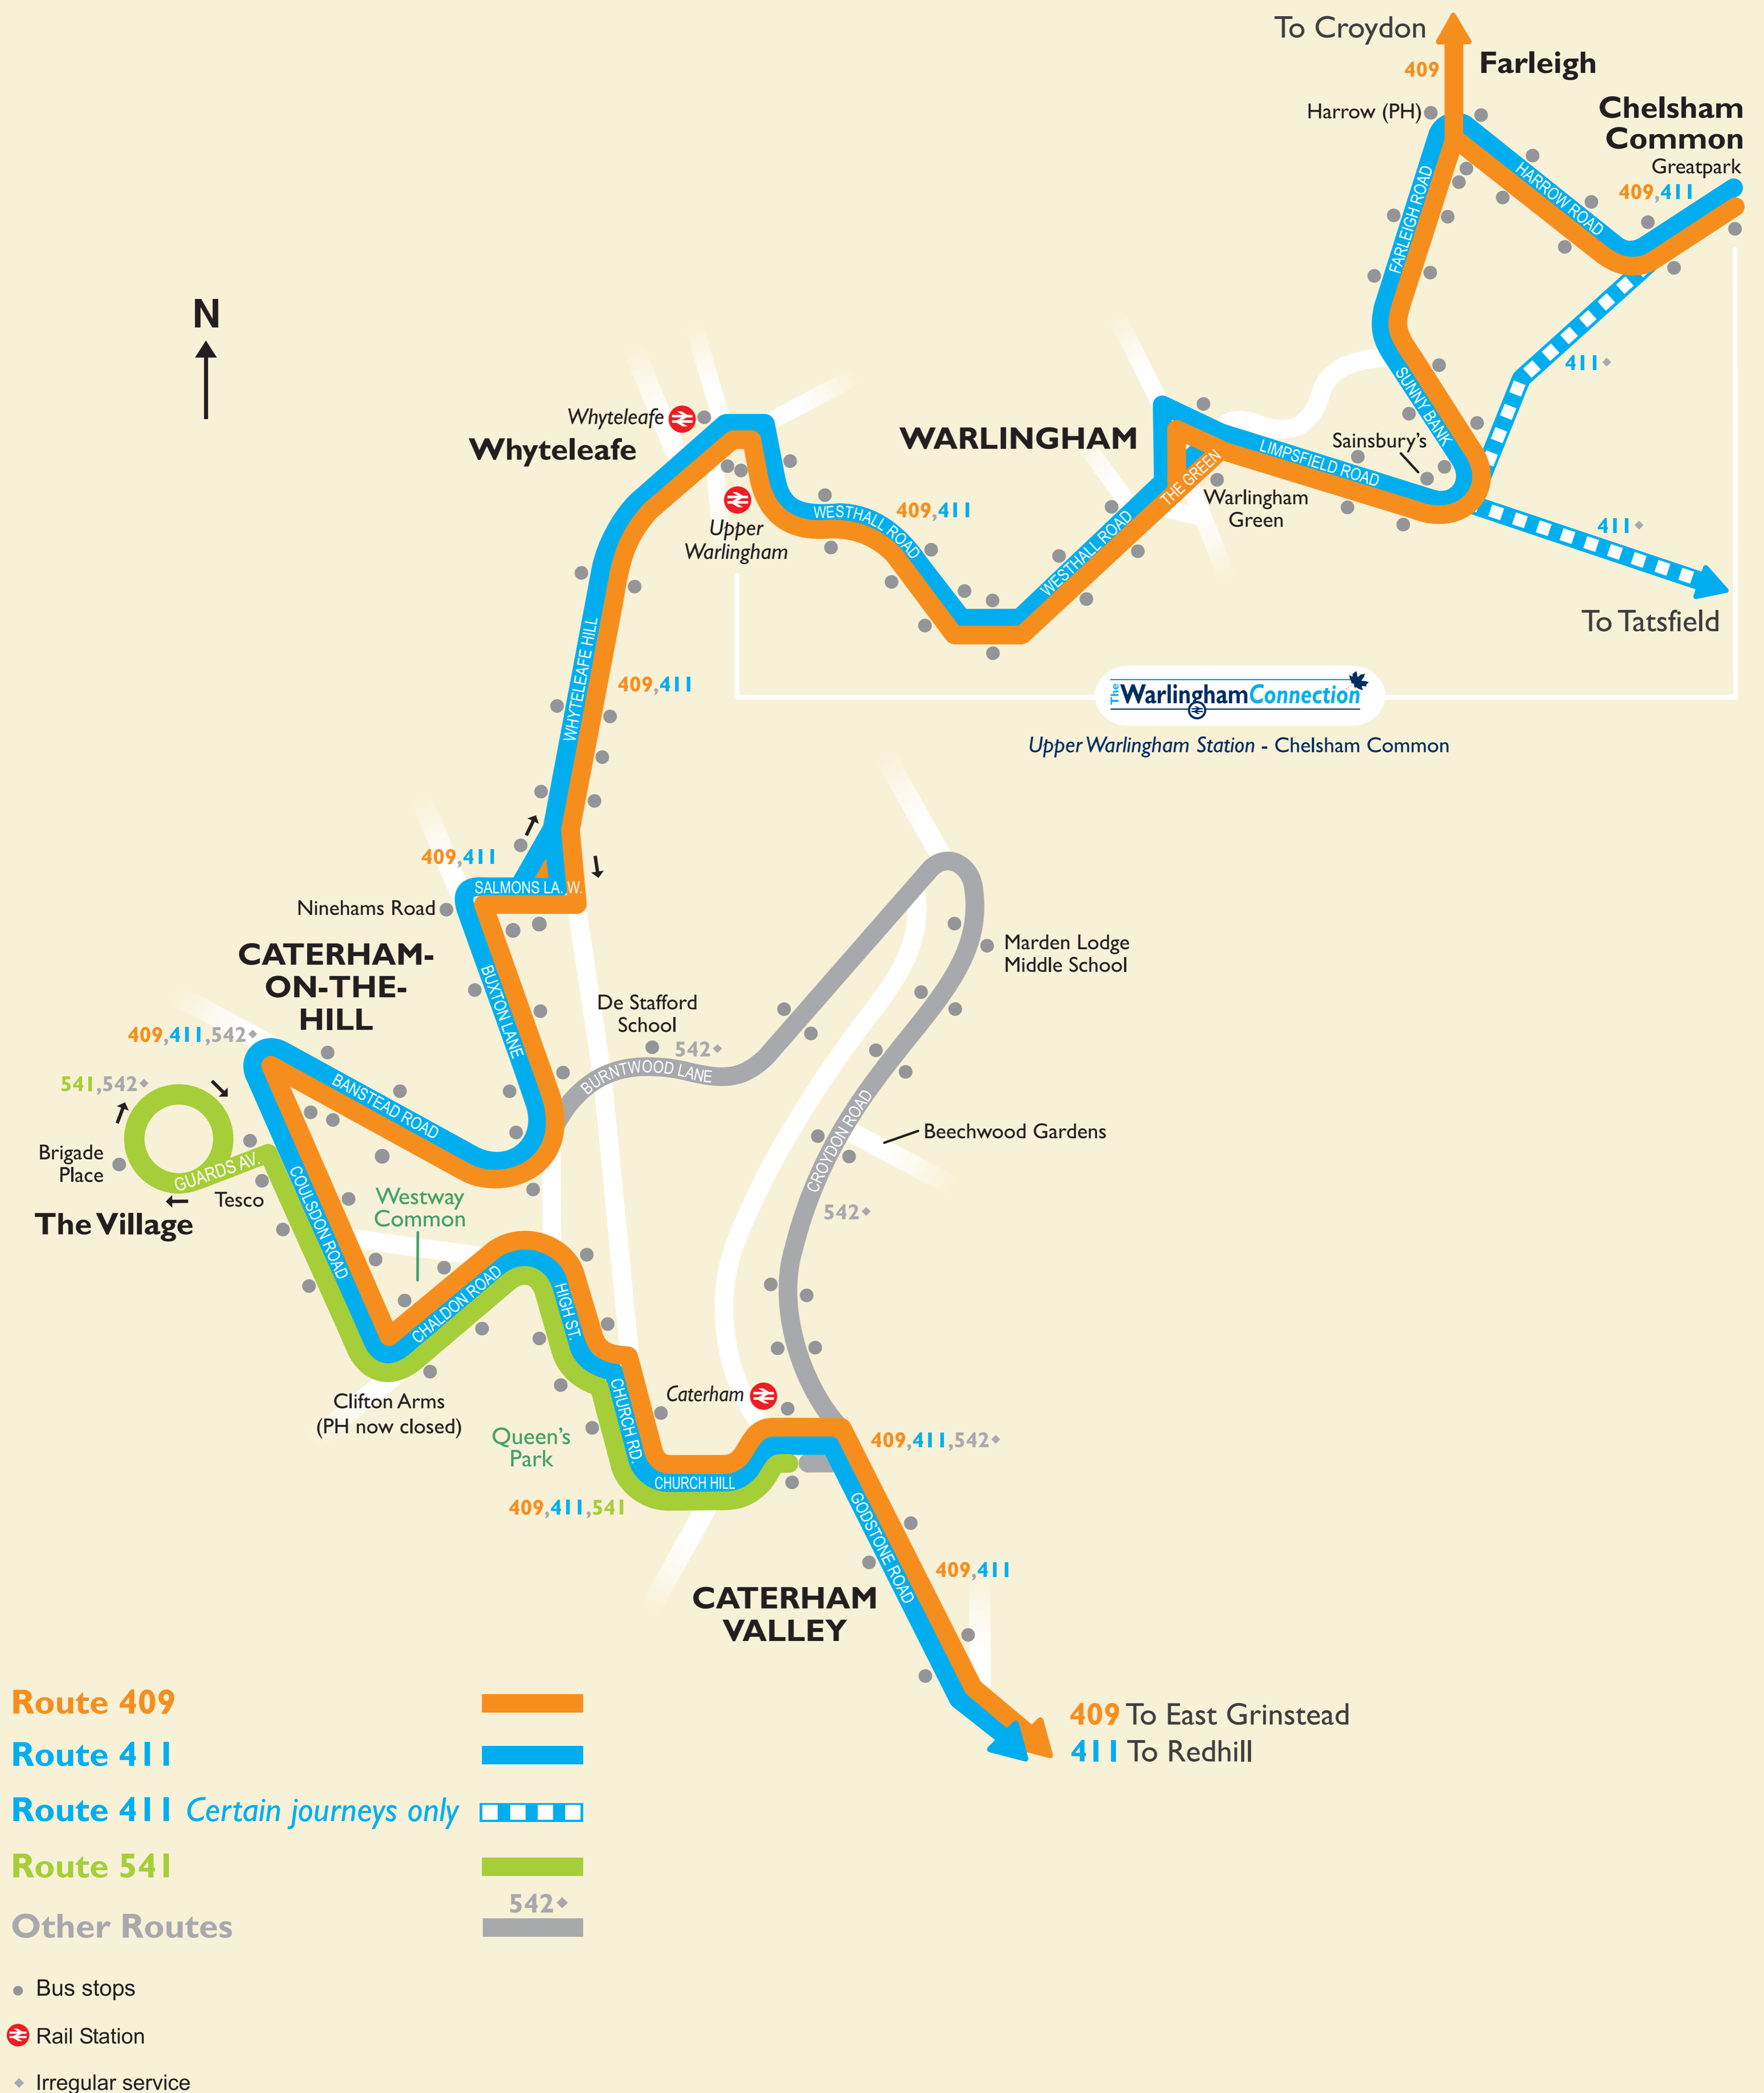 To Croydon
409
Farleigh
Harrow (PH)
Chelsham
Common
Greatpark
409,411
HARROW ROAD
FARLEIGH ROAD
N
411
Whyteleafe
Whyteleafe
WARLINGHAM
SUNNY BANK
Sainsbury's
LIMPSFIELD ROAD
THE GREEN
Warlingham
Green
409,411
WESTHALL ROAD
Upper
Warlingham
WESTHALL ROAD
411
To Tatsfield
WHYTELEAFE HILL
409,411
The WarlinghamConnection
Upper Warlingham Station - Chelsham Common
409,411
SALMONS LA. W.
Ninehams Road
CATERHAM-
ON-THE-
HILL
BUXTON LANE
Marden Lodge
Middle School
De Stafford
School
542
BURNTWOOD LANE
409,411,542
541,542
BANSTEAD ROAD
CROYDON ROAD
Beechwood Gardens
Brigade
Place
GUARDS AV.
Tesco
The Village
COULSDON ROAD
Westway
Common
542
CHALDON ROAD
HIGH ST.
Clifton Arms
(PH now closed)
CHURCH RD.
Caterham
Queen's
Park
409,411,542
CHURCH HILL
409,411,541
GODSTONE ROAD
409,411
CATERHAM
VALLEY
409 To East Grinstead
411 To Redhill
Route 409
Route 411
Route 411 Certain journeys only
Route 541
542
Other Routes
Bus stops
Rail Station
Irregular service